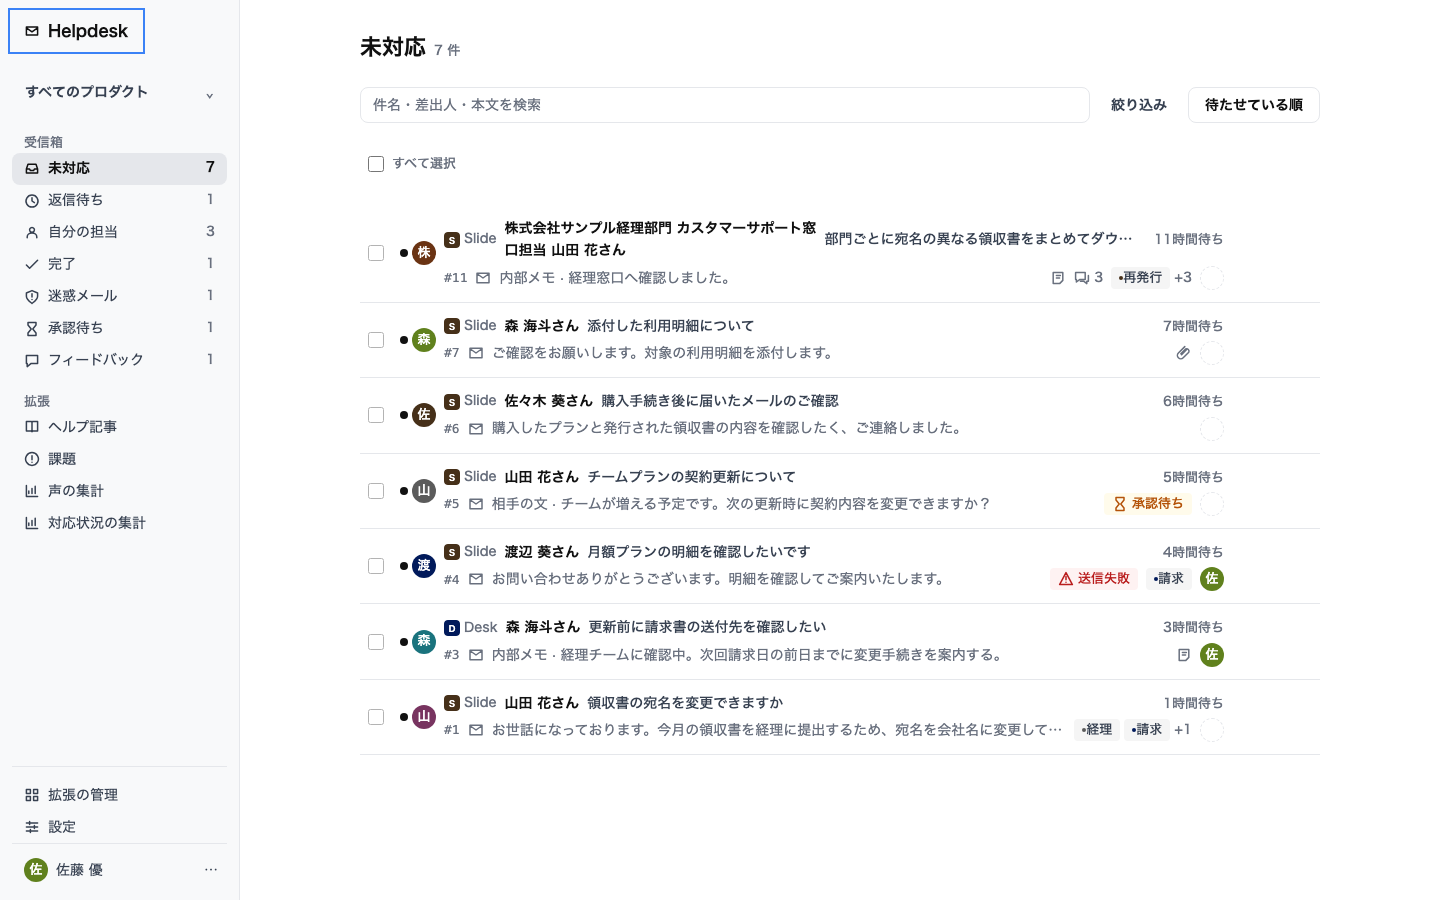 Helpdesk
すべてのプロダクト
受信箱
未対応 7
返信待ち 1
自分の担当 3
完了 1
迷惑メール 1
承認待ち 1
フィードバック 1
拡張
ヘルプ記事
課題
声の集計
対応状況の集計
拡張の管理
設定
佐 佐藤 優 …
未対応 7 件
件名・差出人・本文を検索 絞り込み 待たせている順
すべて選択
株 S Slide 株式会社サンプル経理部門 カスタマーサポート窓
口担当 山田 花さん 部門ごとに宛名の異なる領収書をまとめてダウ… 11時間待ち
#11 内部メモ · 経理窓口へ確認しました。 3 •再発行 +3
森 S Slide 森 海斗さん 添付した利用明細について 7時間待ち
#7 ご確認をお願いします。対象の利用明細を添付します。
佐 S Slide 佐々木 葵さん 購入手続き後に届いたメールのご確認 6時間待ち
#6 購入したプランと発行された領収書の内容を確認したく、ご連絡しました。
山 S Slide 山田 花さん チームプランの契約更新について 5時間待ち
#5 相手の文 · チームが増える予定です。次の更新時に契約内容を変更できますか？ 承認待ち
渡 S Slide 渡辺 葵さん 月額プランの明細を確認したいです 4時間待ち
#4 お問い合わせありがとうございます。明細を確認してご案内いたします。 送信失敗 •請求 佐
森 D Desk 森 海斗さん 更新前に請求書の送付先を確認したい 3時間待ち
#3 内部メモ · 経理チームに確認中。次回請求日の前日までに変更手続きを案内する。 佐
山 S Slide 山田 花さん 領収書の宛名を変更できますか 1時間待ち
#1 お世話になっております。今月の領収書を経理に提出するため、宛名を会社名に変更して… •経理 •請求 +1